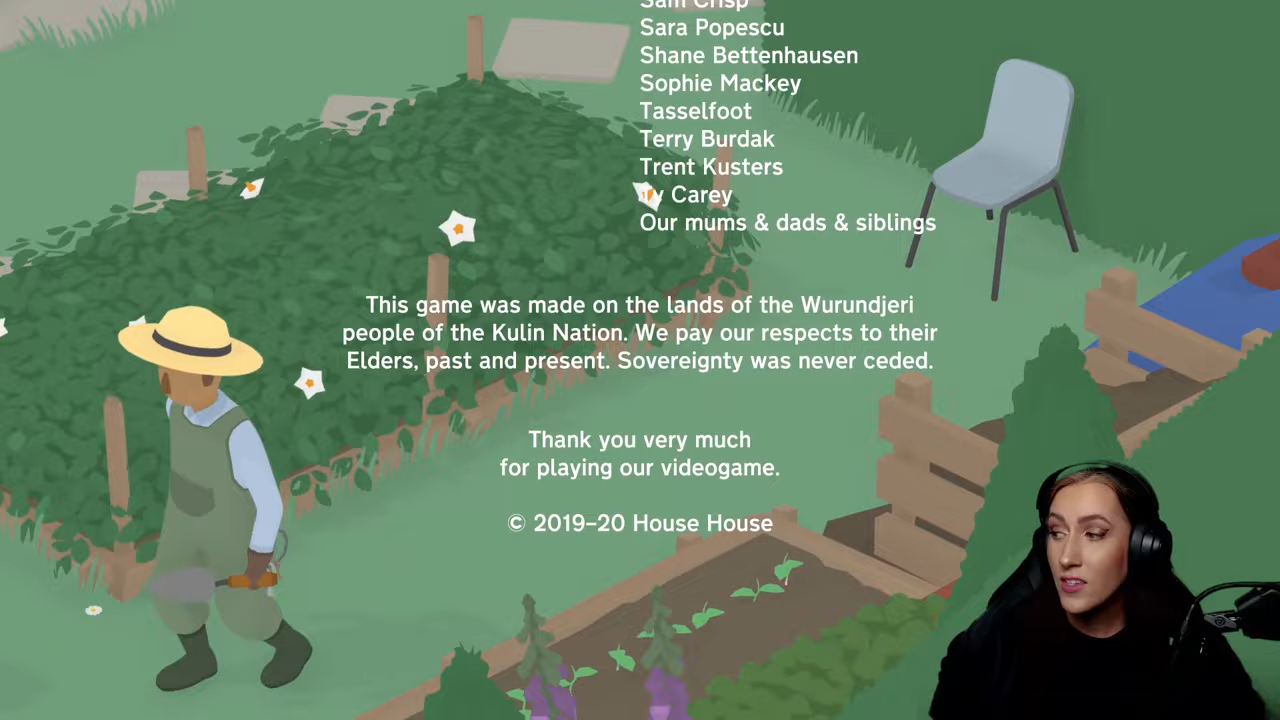 Sam Crisp
Sara Popescu
Shane Bettenhausen
Sophie Mackey
Tasselfoot
Terry Burdak
Trent Kusters
Carey
Our mums & dads & siblings
This game was made on the lands of the Wurundjeri
people of the Kulin Nation. We pay our respects to their
Elders, past and present. Sovereignty was never ceded.
Thank you very much
for playing our videogame.
© 2019–20 House House